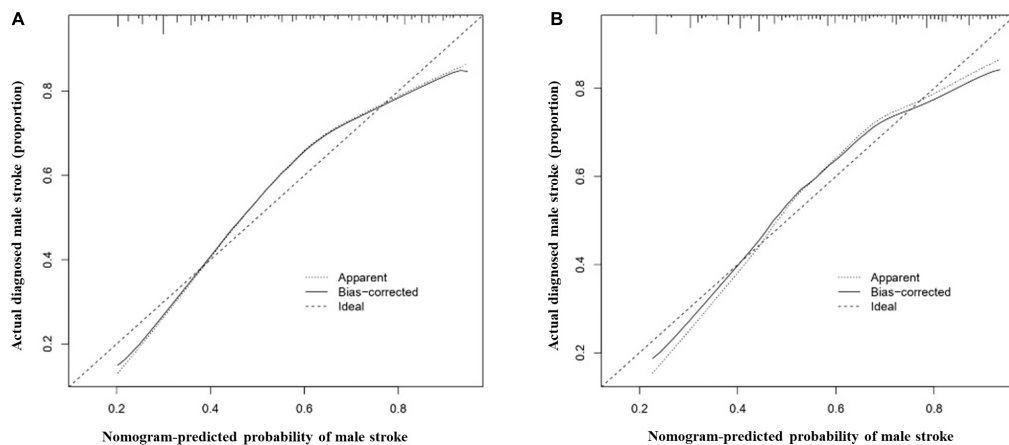 A
Actual diagnosed male stroke (proportion)
0.8
0.6
0.4
0.2
Apparent
Bias-corrected
Ideal
0.2 0.4 0.6 0.8
Nomogram-predicted probability of male stroke
B
Actual diagnosed male stroke (proportion)
0.8
0.6
0.4
0.2
Apparent
Bias-corrected
Ideal
0.2 0.4 0.6 0.8
Nomogram-predicted probability of male stroke